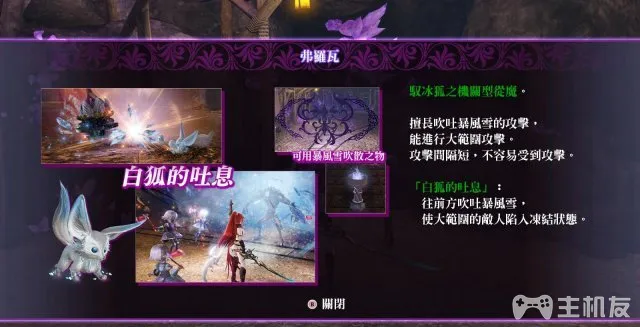 弗羅瓦
馭冰狐之機關型從魔。
擅長吹吐暴風雪的攻擊，
能進行大範圍攻擊。
攻擊間隔短，不容易受到攻擊。
可用暴風雪吹散之物
白狐的吐息
「白狐的吐息」：
往前方吹吐暴風雪，
使大範圍的敵人陷入凍結狀態。
關閉
主机友